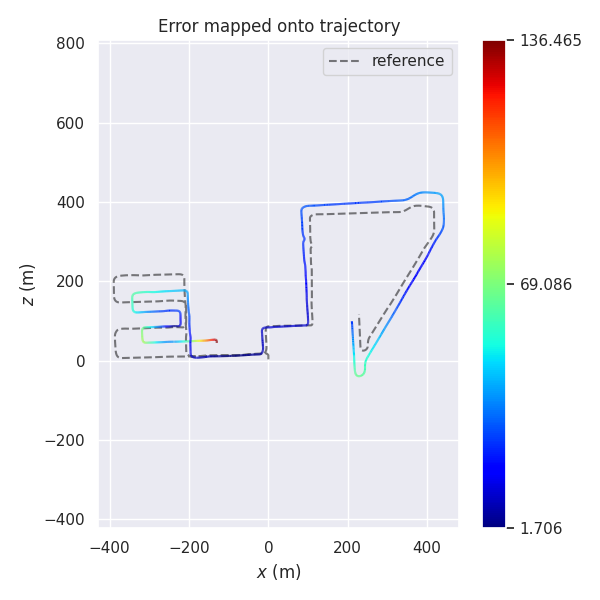 Error mapped onto trajectory
reference
z (m)
800
600
400
200
0
−200
−400
−400 −200 0 200 400
x (m)
136.465
69.086
1.706